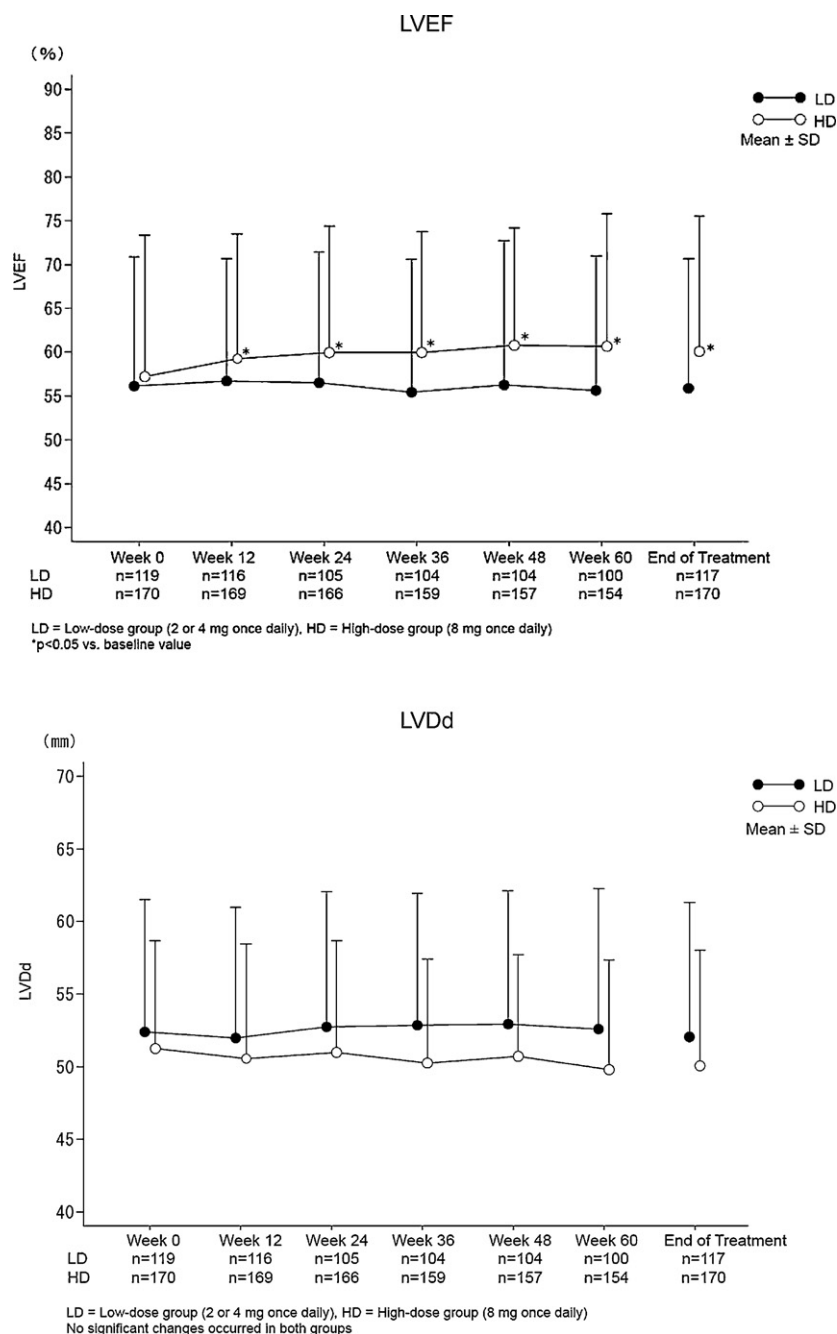 LVEF
(%)
LD
HD
Mean ± SD
90
85
80
75
70
65
60
55
50
45
40
LVEF
*
*
*
*
*
*
Week 0 Week 12 Week 24 Week 36 Week 48 Week 60 End of Treatment
LD n=119 n=116 n=105 n=104 n=104 n=100 n=117
HD n=170 n=169 n=166 n=159 n=157 n=154 n=170
LD = Low-dose group (2 or 4 mg once daily), HD = High-dose group (8 mg once daily)
*p<0.05 vs. baseline value
LVDd
(mm)
LD
HD
Mean ± SD
70
65
60
55
50
45
40
LVDd
Week 0 Week 12 Week 24 Week 36 Week 48 Week 60 End of Treatment
LD n=119 n=116 n=105 n=104 n=104 n=100 n=117
HD n=170 n=169 n=166 n=159 n=157 n=154 n=170
LD = Low-dose group (2 or 4 mg once daily), HD = High-dose group (8 mg once daily)
No significant changes occurred in both groups